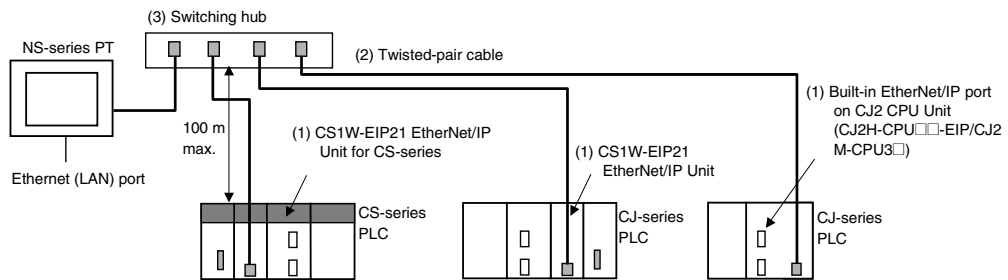 (3) Switching hub
NS-series PT
(2) Twisted-pair cable
(1) Built-in EtherNet/IP port
on CJ2 CPU Unit
(CJ2H-CPU□□-EIP/CJ2
M-CPU3□)
100 m
max.
(1) CS1W-EIP21 EtherNet/IP
Unit for CS-series
(1) CS1W-EIP21
EtherNet/IP Unit
Ethernet (LAN) port
CS-series
PLC
CJ-series
PLC
CJ-series
PLC